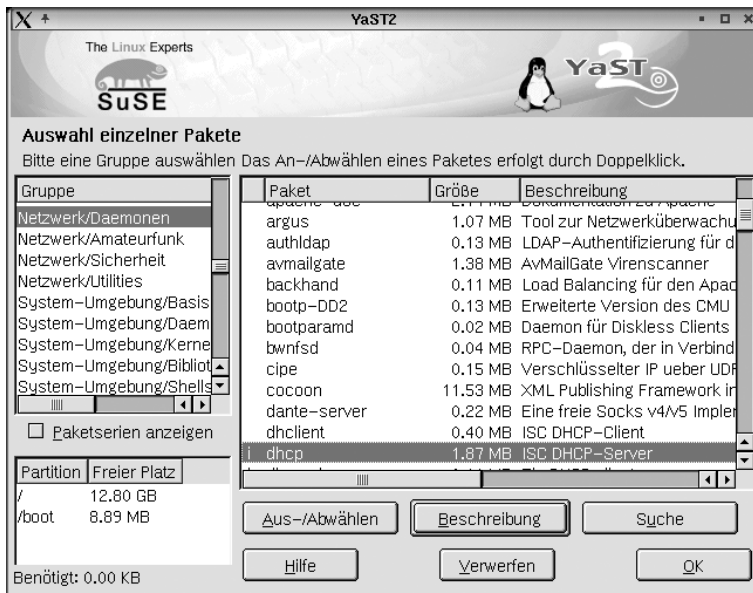 YaST2
The Linux Experts
SuSE
YaST
2
Auswahl einzelner Pakete
Bitte eine Gruppe auswählen Das An-/Abwählen eines Paketes erfolgt durch Doppelklick.
Gruppe
Netzwerk/Daemonen
Netzwerk/Amateurfunk
Netzwerk/Sicherheit
Netzwerk/Utilities
System-Umgebung/Basis
System-Umgebung/Daem
System-Umgebung/Kerne
System-Umgebung/Bibliot
System-Umgebung/Shells
Paketserien anzeigen
Partition Freier Platz
/ 12.80 GB
/boot 8.89 MB
Benötigt: 0.00 KB
Paket Größe Beschreibung
argus 1.07 MB Tool zur Netzwerküberwachu
authldap 0.13 MB LDAP-Authentifizierung für d
avmailgate 1.38 MB AvMailGate Virenscanner
backhand 0.11 MB Load Balancing für den Apac
bootp-DD2 0.13 MB Erweiterte Version des CMU
bootparamd 0.02 MB Daemon für Diskless Clients
bwnfsd 0.04 MB RPC-Daemon, der in Verbind
cipe 0.15 MB Verschlüsselter IP ueber UDP
cocoon 11.53 MB XML Publishing Framework in
dante-server 0.22 MB Eine freie Socks v4/v5 Impler
dhclient 0.40 MB ISC DHCP-Client
i dhcp 1.87 MB ISC DHCP-Server
Aus-/Abwählen Beschreibung Suche
Hilfe Verwerfen OK